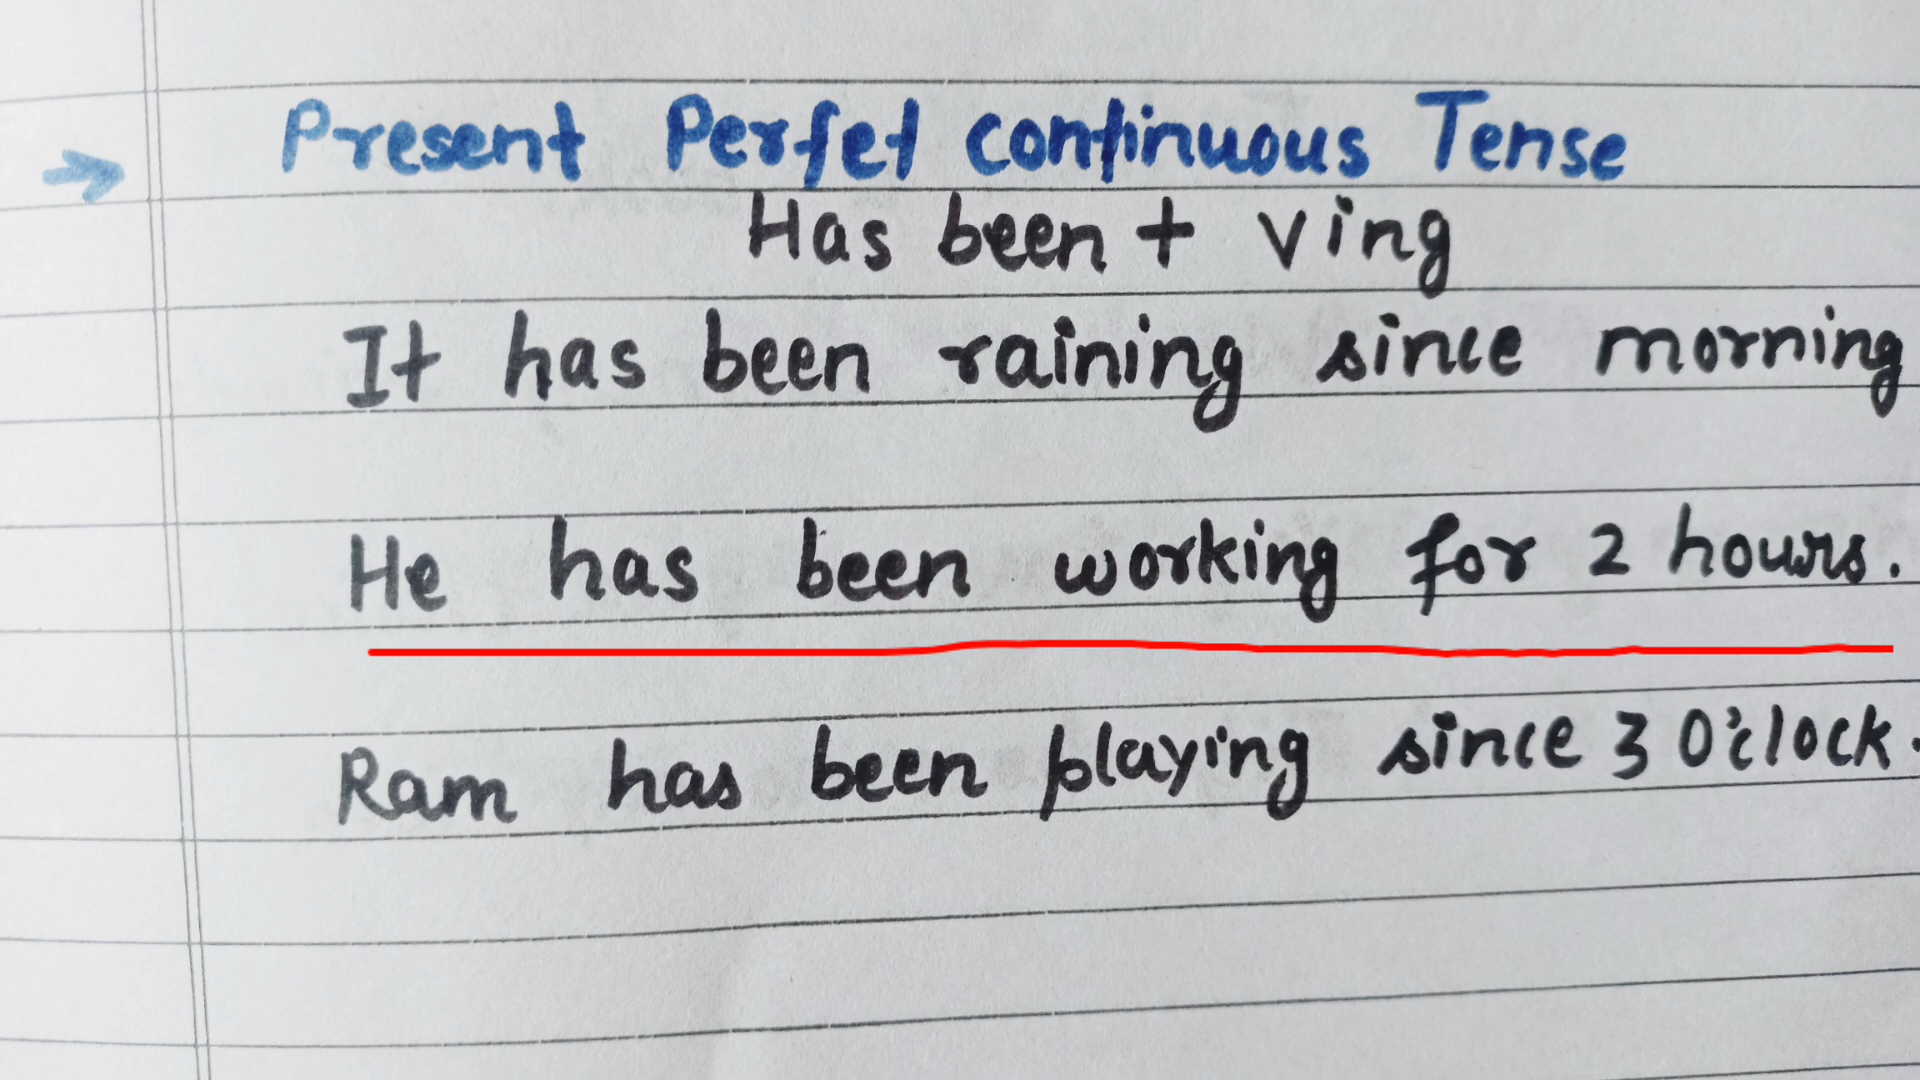 Present Perfet continuous Tense
Has been + Ving
It has been raining since morning
He has been working for 2 hours.
Ram has been playing since 3 O'clock.